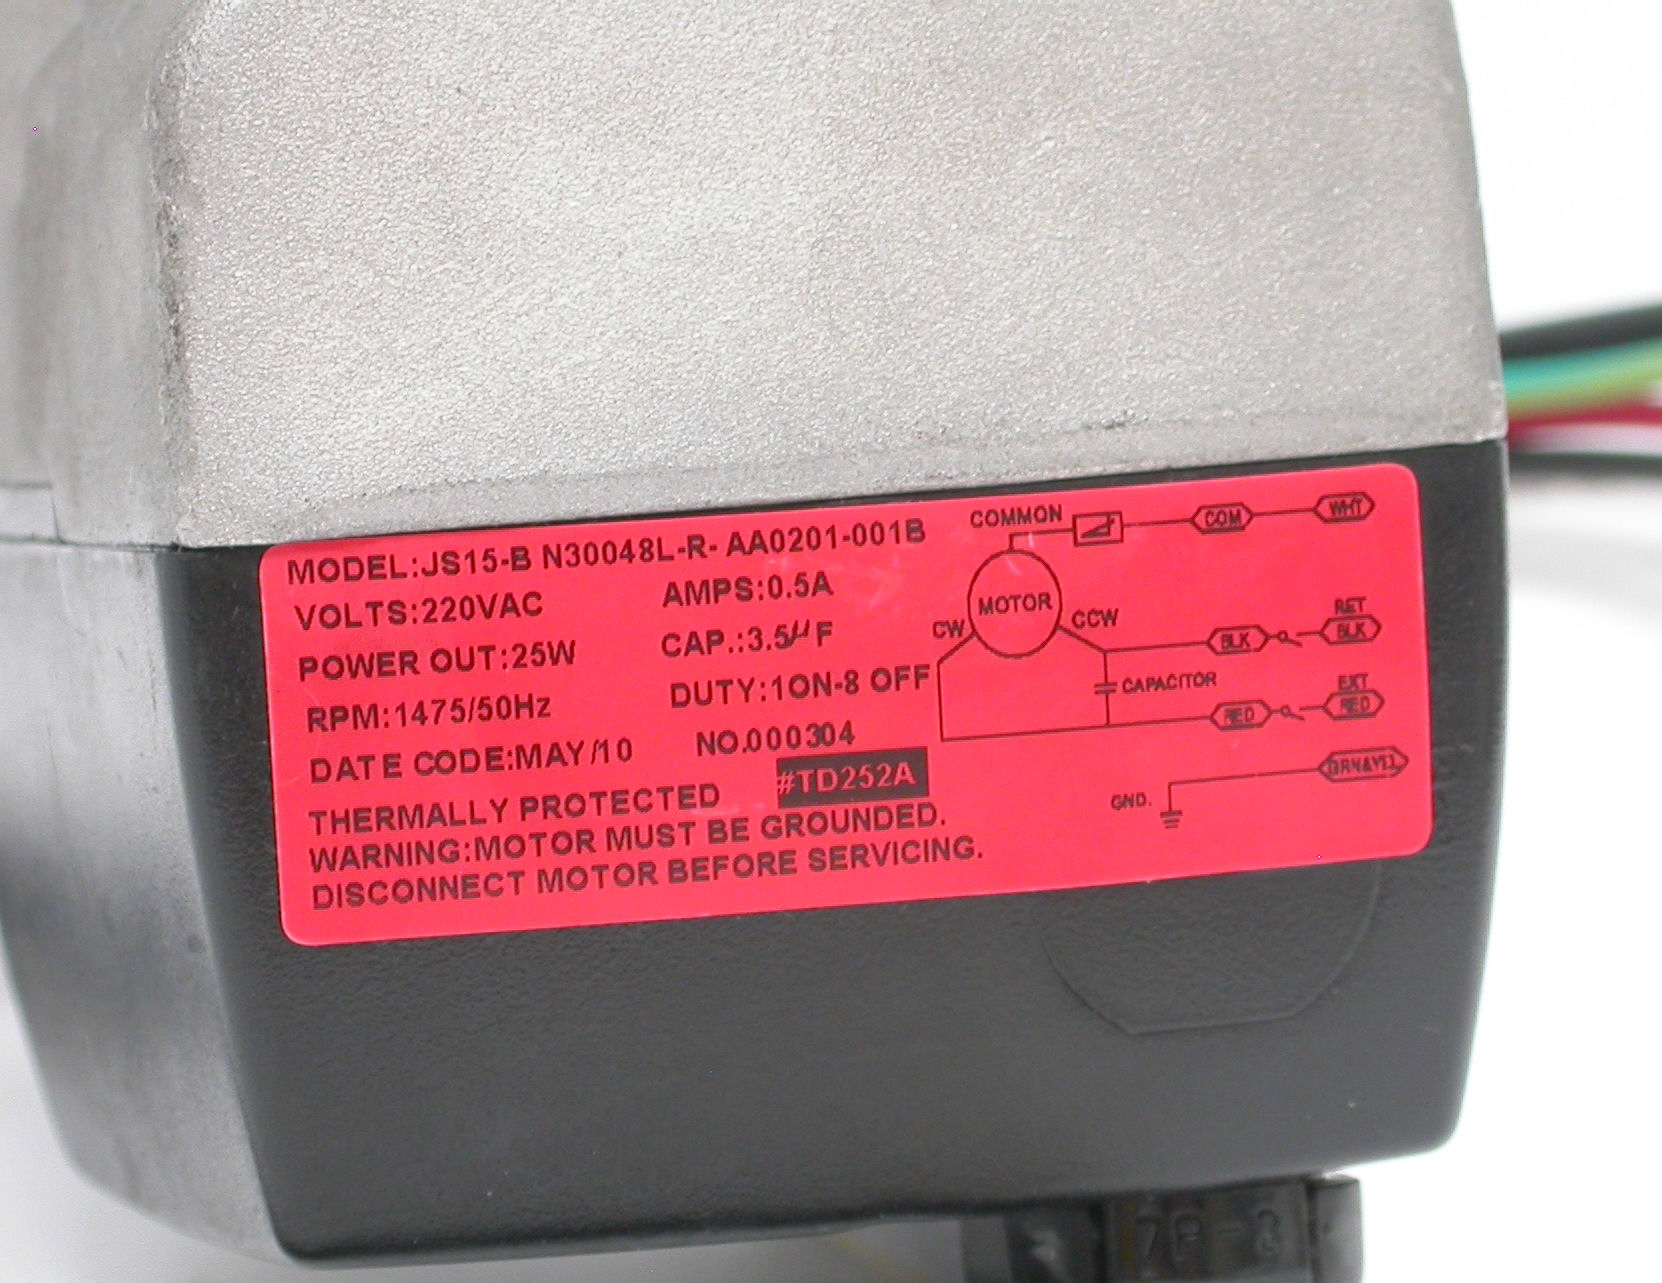 MODEL:JS15-B N30048L-R- AA0201-001B
VOLTS:220VAC AMPS:0.5A
POWER OUT:25W CAP.:3.5μF
RPM:1475/50Hz DUTY:1ON-8 OFF
DATE CODE:MAY/10 NO.000304
THERMALLY PROTECTED #TD252A
WARNING:MOTOR MUST BE GROUNDED.
DISCONNECT MOTOR BEFORE SERVICING.
COMMON COM WHT
MOTOR
CW CCW
RET
BLK BLK
CAPACITOR
EXT
RED RED
GRN&YEL
GND.
7P-2